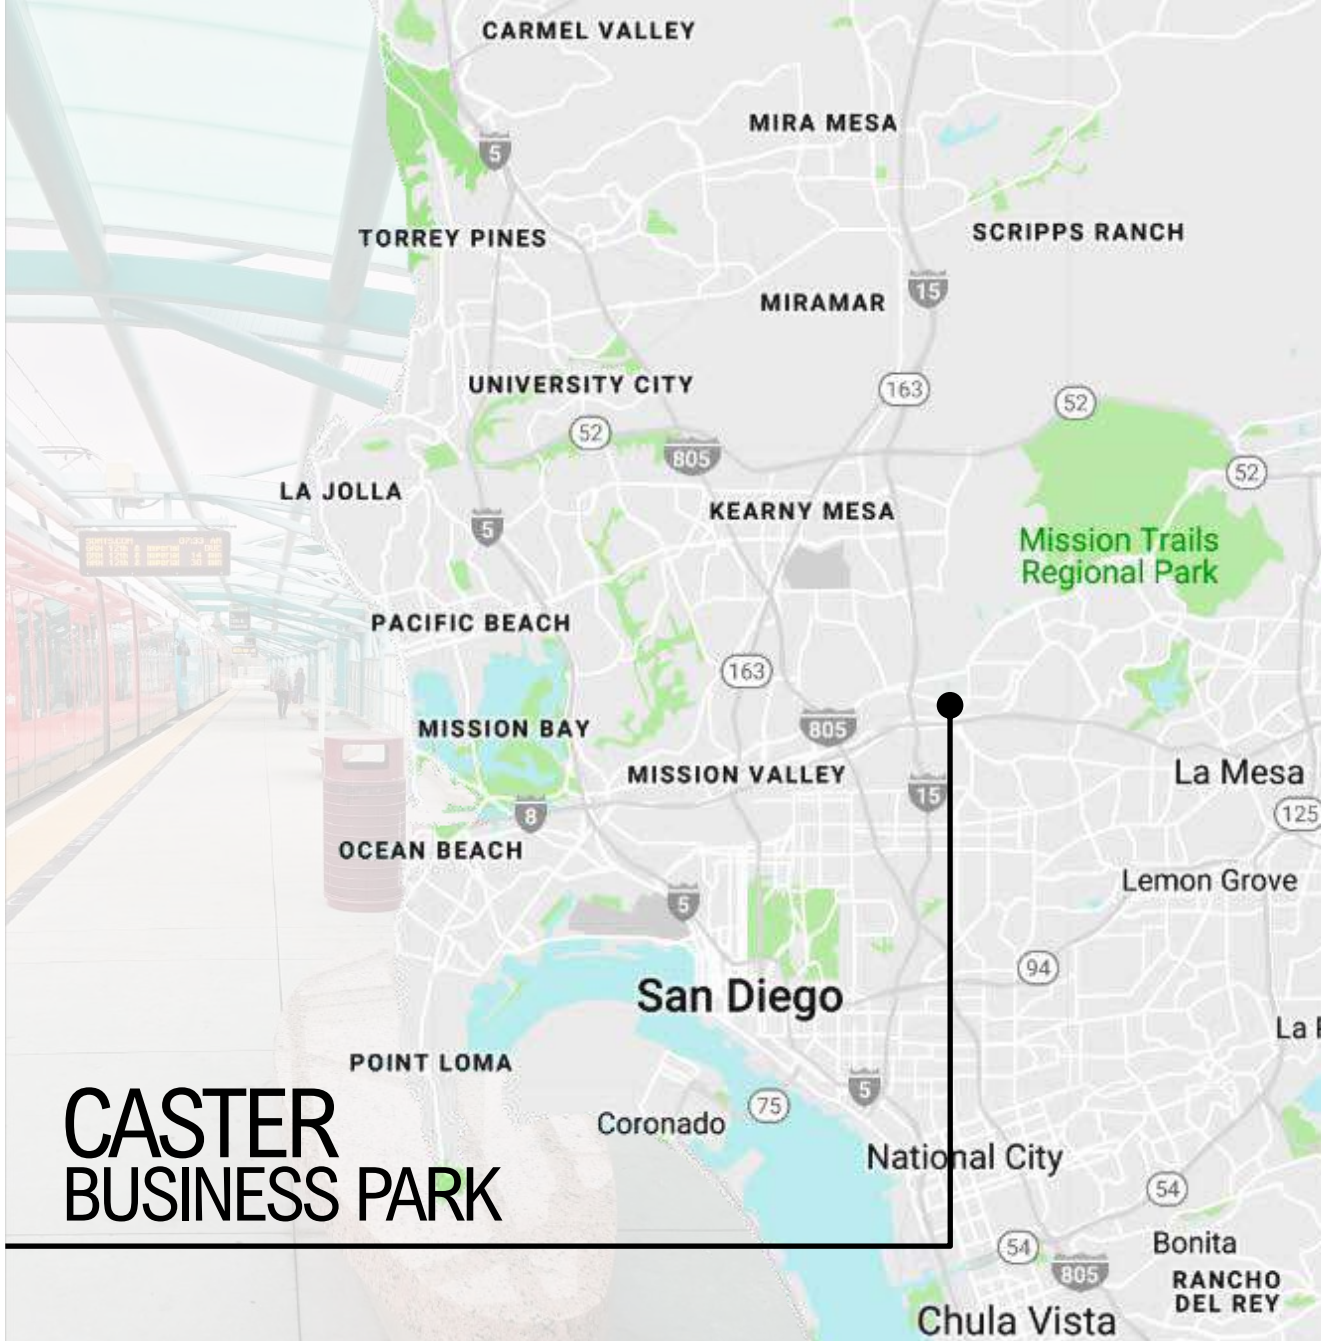 CARMEL VALLEY
MIRA MESA
5
TORREY PINES
SCRIPPS RANCH
15
MIRAMAR
UNIVERSITY CITY
163
52
52
805
52
LA JOLLA
KEARNY MESA
5
Mission Trails
Regional Park
PACIFIC BEACH
163
MISSION BAY
805
MISSION VALLEY
La Mesa
15
8
125
OCEAN BEACH
Lemon Grove
5
94
San Diego
La
POINT LOMA
5
75
Coronado
CASTER
BUSINESS PARK
National City
54
54
Bonita
805
RANCHO
DEL REY
Chula Vista